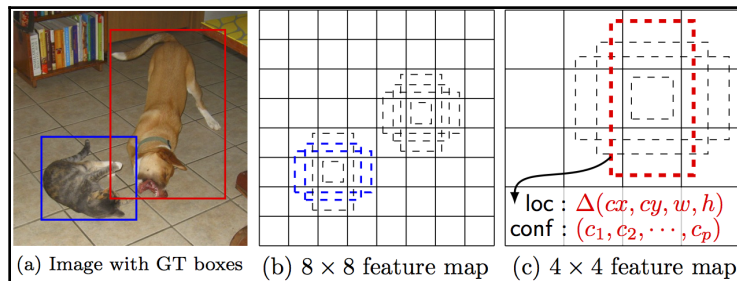 loc : Δ(cx, cy, w, h)
conf : (c₁, c₂, ⋯, cₚ)
(a) Image with GT boxes
(b) 8 × 8 feature map
(c) 4 × 4 feature map